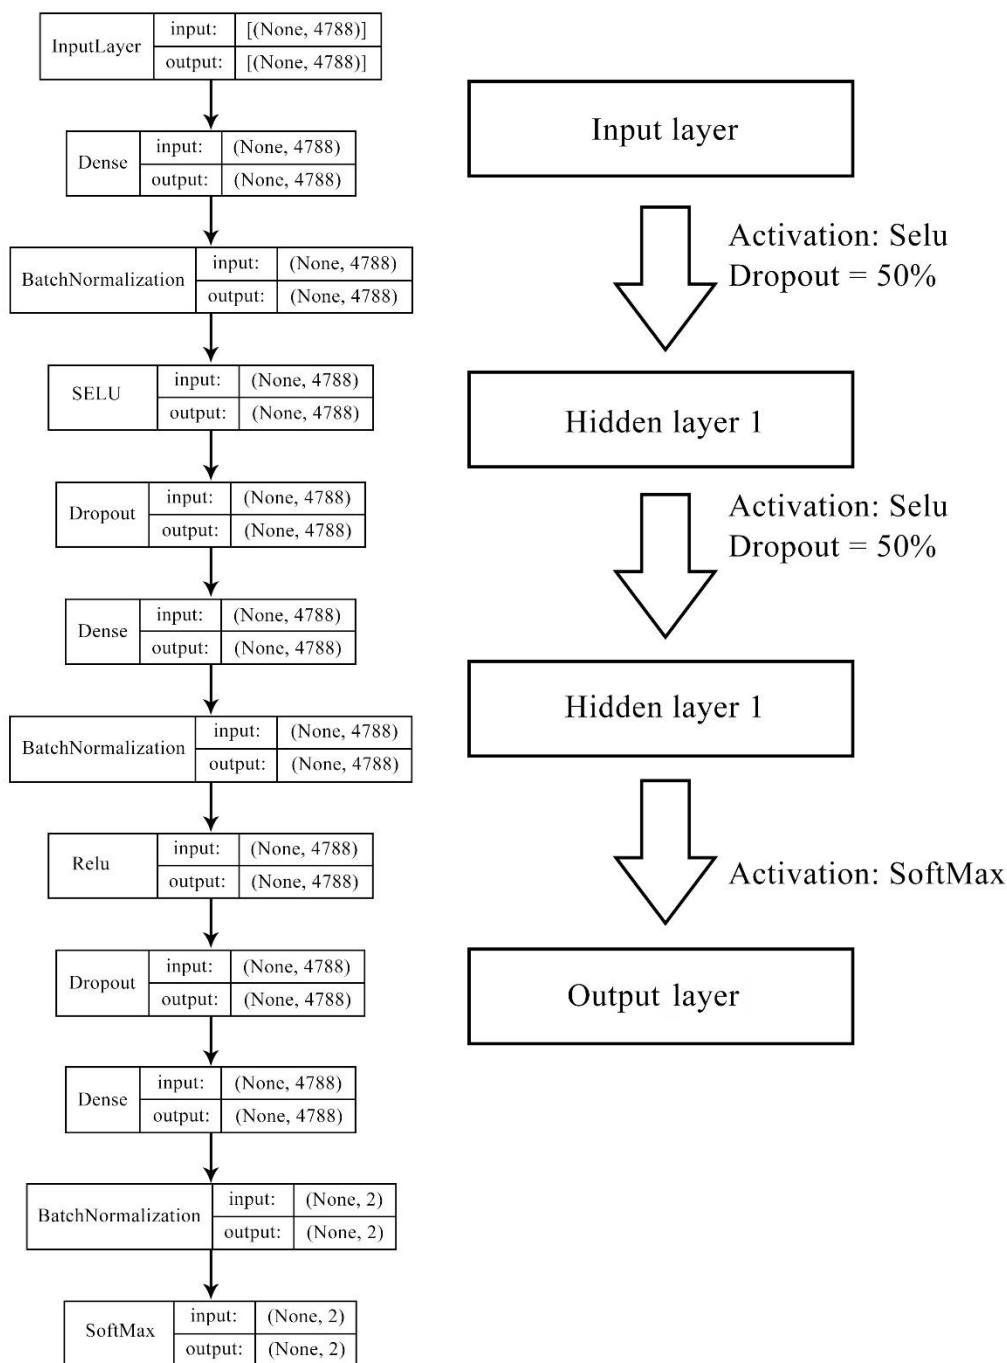 InputLayer input: [(None, 4788)]
output: [(None, 4788)]
Dense input: (None, 4788)
output: (None, 4788)
BatchNormalization input: (None, 4788)
output: (None, 4788)
SELU input: (None, 4788)
output: (None, 4788)
Dropout input: (None, 4788)
output: (None, 4788)
Dense input: (None, 4788)
output: (None, 4788)
BatchNormalization input: (None, 4788)
output: (None, 4788)
Relu input: (None, 4788)
output: (None, 4788)
Dropout input: (None, 4788)
output: (None, 4788)
Dense input: (None, 4788)
output: (None, 4788)
BatchNormalization input: (None, 2)
output: (None, 2)
SoftMax input: (None, 2)
output: (None, 2)
Input layer
Activation: Selu
Dropout = 50%
Hidden layer 1
Activation: Selu
Dropout = 50%
Hidden layer 1
Activation: SoftMax
Output layer